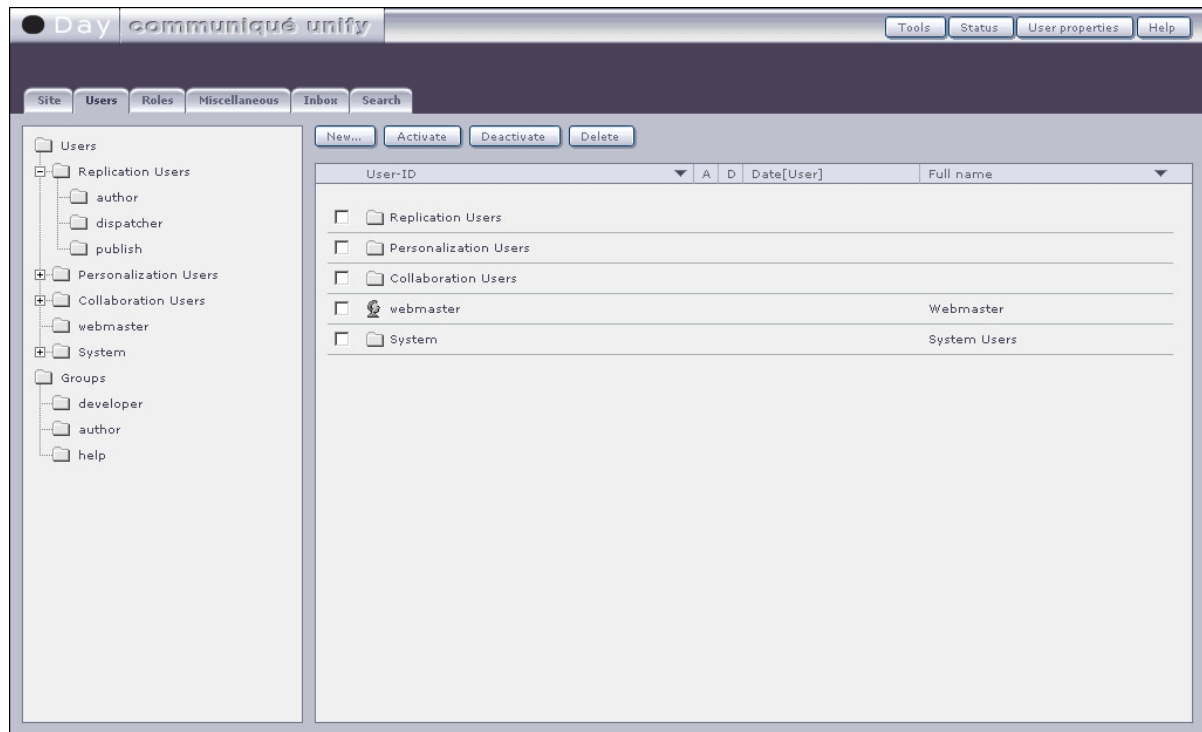 Day communiqué unify Tools Status User properties Help
Site Users Roles Miscellaneous Inbox Search
New... Activate Deactivate Delete
Users
Replication Users
author
dispatcher
publish
Personalization Users
Collaboration Users
webmaster
System
Groups
developer
author
help
User-ID A D Date[User] Full name
Replication Users
Personalization Users
Collaboration Users
webmaster Webmaster
System System Users